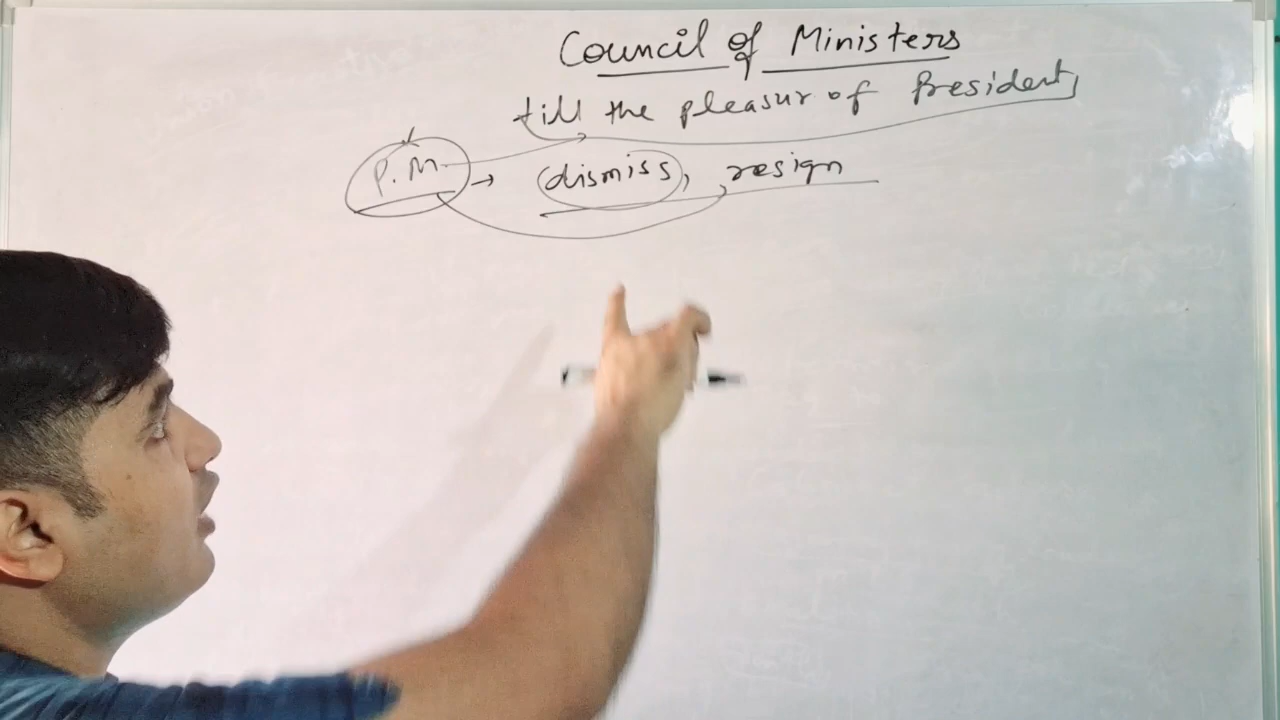 Council of Ministers
till the pleasur of President,
P.M. → dismiss, resign